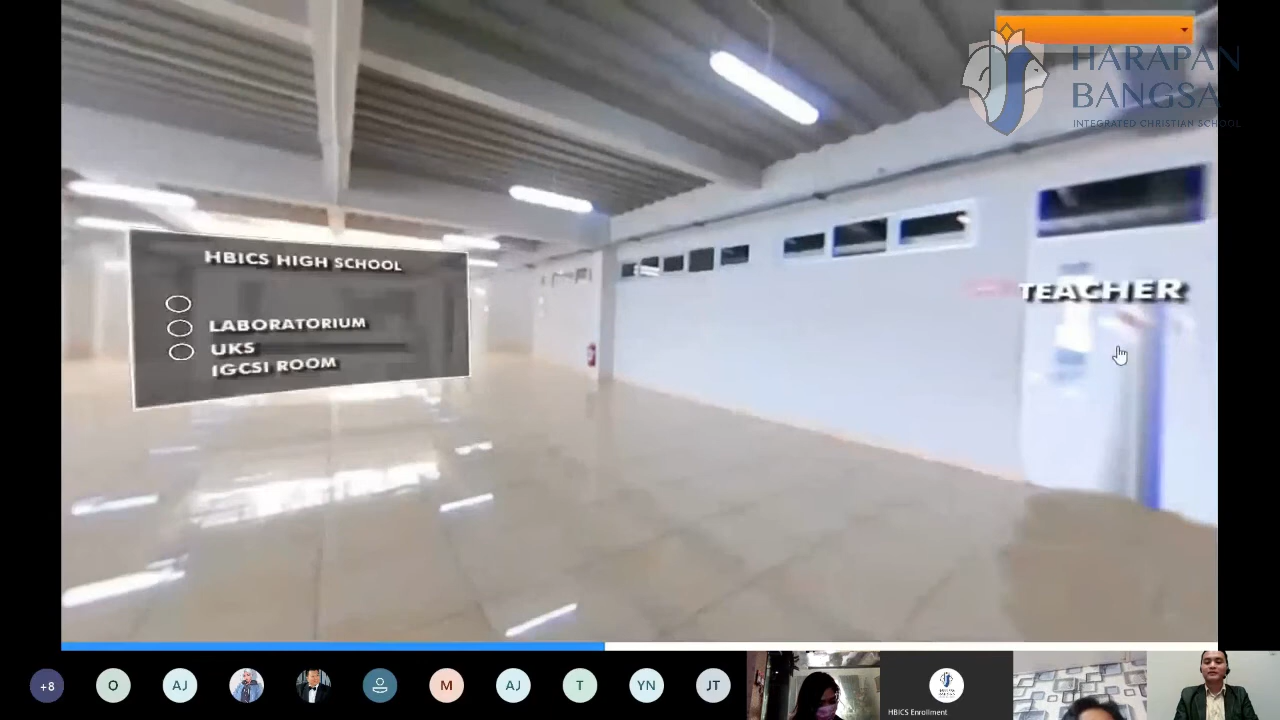 HARAPAN
BANGSA
INTEGRATED CHRISTIAN SCHOOL
HBICS HIGH SCHOOL
LABORATORIUM
UKS
IGCSI ROOM
TEACHER
+8
O
AJ
M
AJ
T
YN
JT
HBICS Enrollment